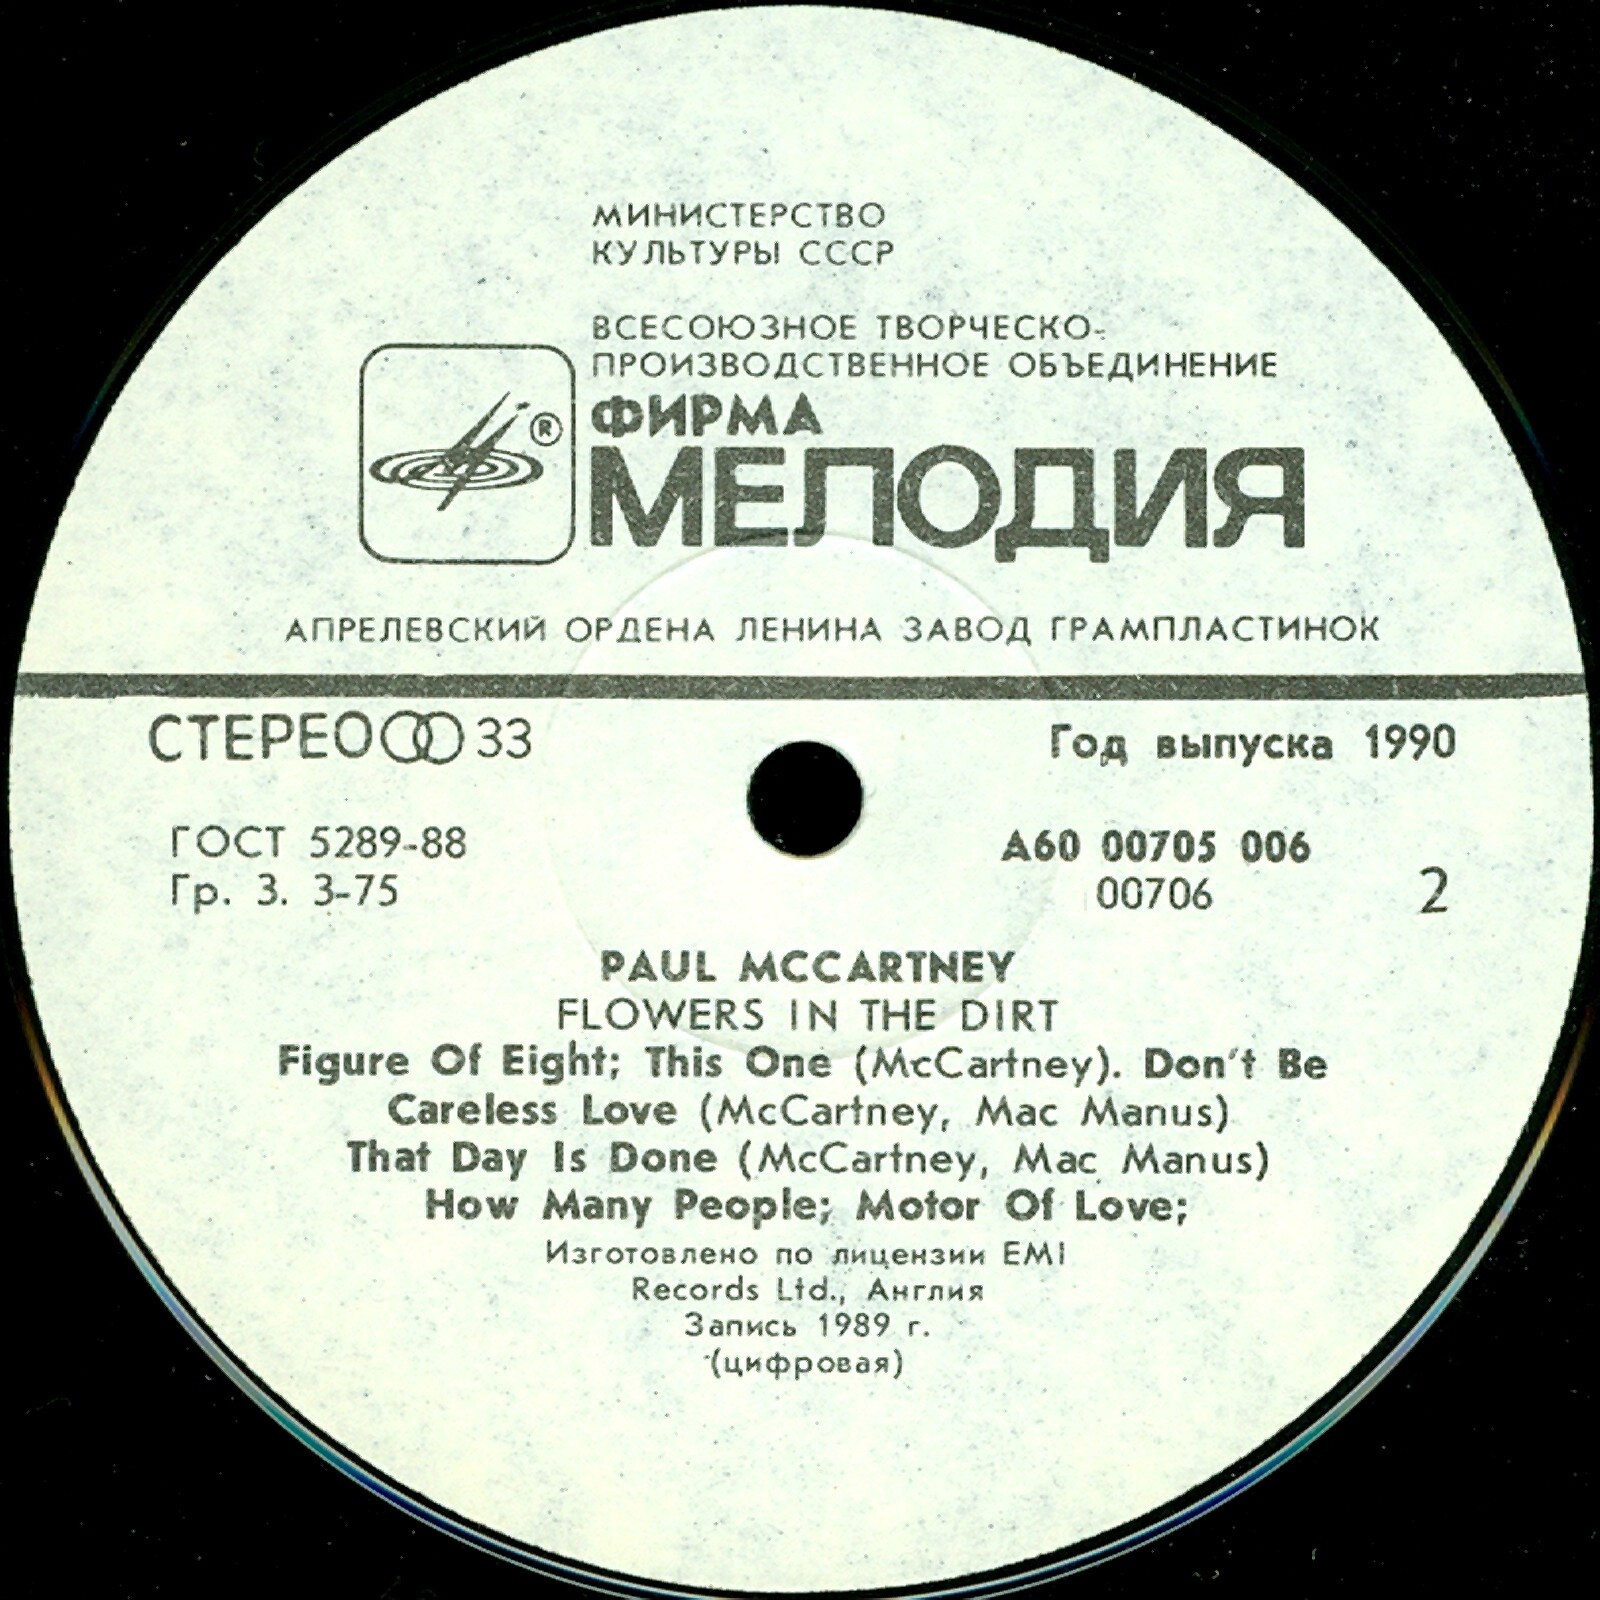 МИНИСТЕРСТВО
КУЛЬТУРЫ СССР
ВСЕСОЮЗНОЕ ТВОРЧЕСКО-
ПРОИЗВОДСТВЕННОЕ ОБЪЕДИНЕНИЕ
ФИРМА
®
МЕЛОДИЯ
АПРЕЛЕВСКИЙ ОРДЕНА ЛЕНИНА ЗАВОД ГРАМПЛАСТИНОК
СТЕРЕО 33
Год выпуска 1990
ГОСТ 5289-88
А60 00705 006
Гр. 3. 3-75
00706
2
PAUL MCCARTNEY
FLOWERS IN THE DIRT
Figure Of Eight; This One (McCartney). Don't Be
Careless Love (McCartney, Mac Manus)
That Day Is Done (McCartney, Mac Manus)
How Many People; Motor Of Love;
Изготовлено по лицензии EMI
Records Ltd., Англия
Запись 1989 г.
(цифровая)